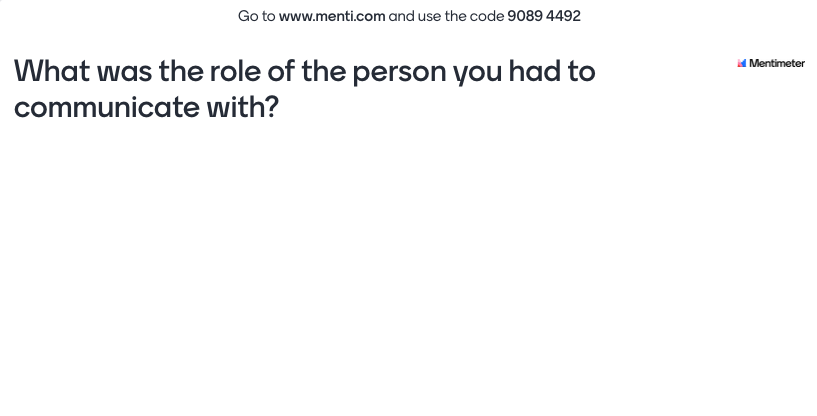 Go to www.menti.com and use the code 9089 4492
What was the role of the person you had to
communicate with?
Mentimeter